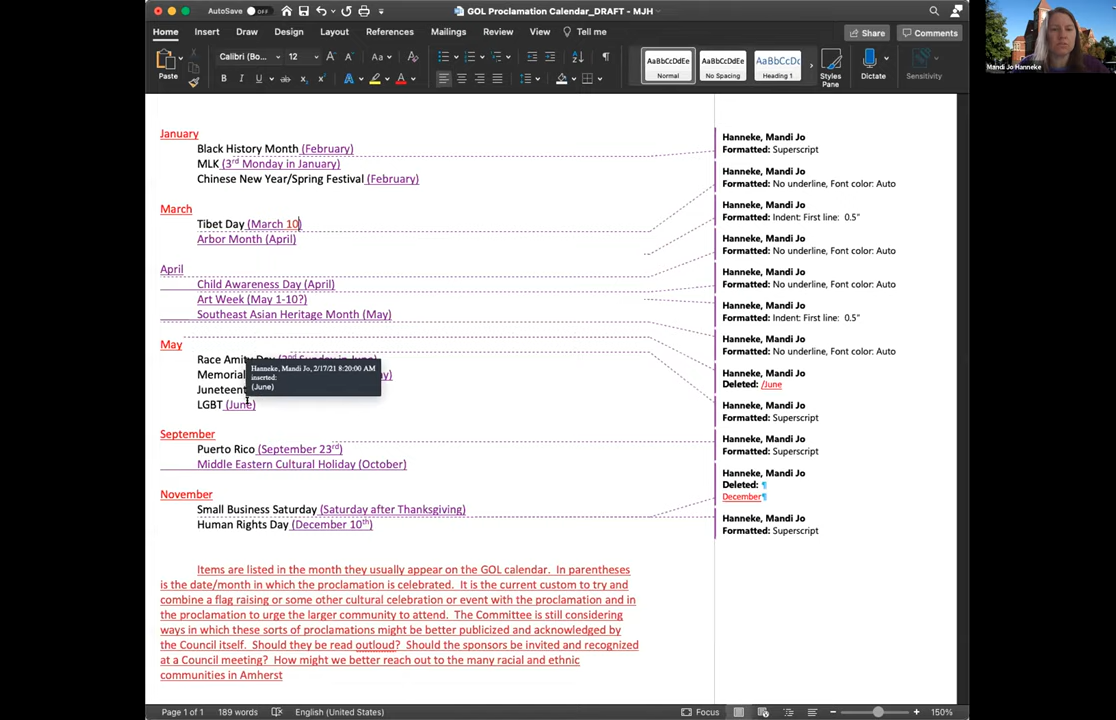 AutoSave OFF
GOL Proclamation Calendar_DRAFT - MJH
Home Insert Draw Design Layout References Mailings Review View Tell me
Share Comments
Paste
Calibri (Bo... 12
AaBbCcDdEe
Normal
AaBbCcDdEe
No Spacing
AaBbCcDc
Heading 1
Styles
Pane
Dictate
Sensitivity
Mandi Jo Hanneke
January
Black History Month (February)
MLK (3rd Monday in January)
Chinese New Year/Spring Festival (February)
March
Tibet Day (March 10)
Arbor Month (April)
April
Child Awareness Day (April)
Art Week (May 1-10?)
Southeast Asian Heritage Month (May)
May
Race Amity Day Sunday in June)
Memorial
Juneteent
LGBT (June)
Hanneke, Mandi Jo, 2/17/21 8:20:00 AM
inserted:
(June)
September
Puerto Rico (September 23rd)
Middle Eastern Cultural Holiday (October)
November
Small Business Saturday (Saturday after Thanksgiving)
Human Rights Day (December 10th)
Items are listed in the month they usually appear on the GOL calendar. In parentheses
is the date/month in which the proclamation is celebrated. It is the current custom to try and
combine a flag raising or some other cultural celebration or event with the proclamation and in
the proclamation to urge the larger community to attend. The Committee is still considering
ways in which these sorts of proclamations might be better publicized and acknowledged by
the Council itself. Should they be read outloud? Should the sponsors be invited and recognized
at a Council meeting? How might we better reach out to the many racial and ethnic
communities in Amherst
Hanneke, Mandi Jo
Formatted: Superscript
Hanneke, Mandi Jo
Formatted: No underline, Font color: Auto
Hanneke, Mandi Jo
Formatted: Indent: First line: 0.5"
Hanneke, Mandi Jo
Formatted: No underline, Font color: Auto
Hanneke, Mandi Jo
Formatted: No underline, Font color: Auto
Hanneke, Mandi Jo
Formatted: Indent: First line: 0.5"
Hanneke, Mandi Jo
Formatted: No underline, Font color: Auto
Hanneke, Mandi Jo
Deleted: /June
Hanneke, Mandi Jo
Formatted: Superscript
Hanneke, Mandi Jo
Formatted: Superscript
Hanneke, Mandi Jo
Deleted: ¶
December¶
Hanneke, Mandi Jo
Formatted: Superscript
Page 1 of 1 189 words English (United States) Focus 150%